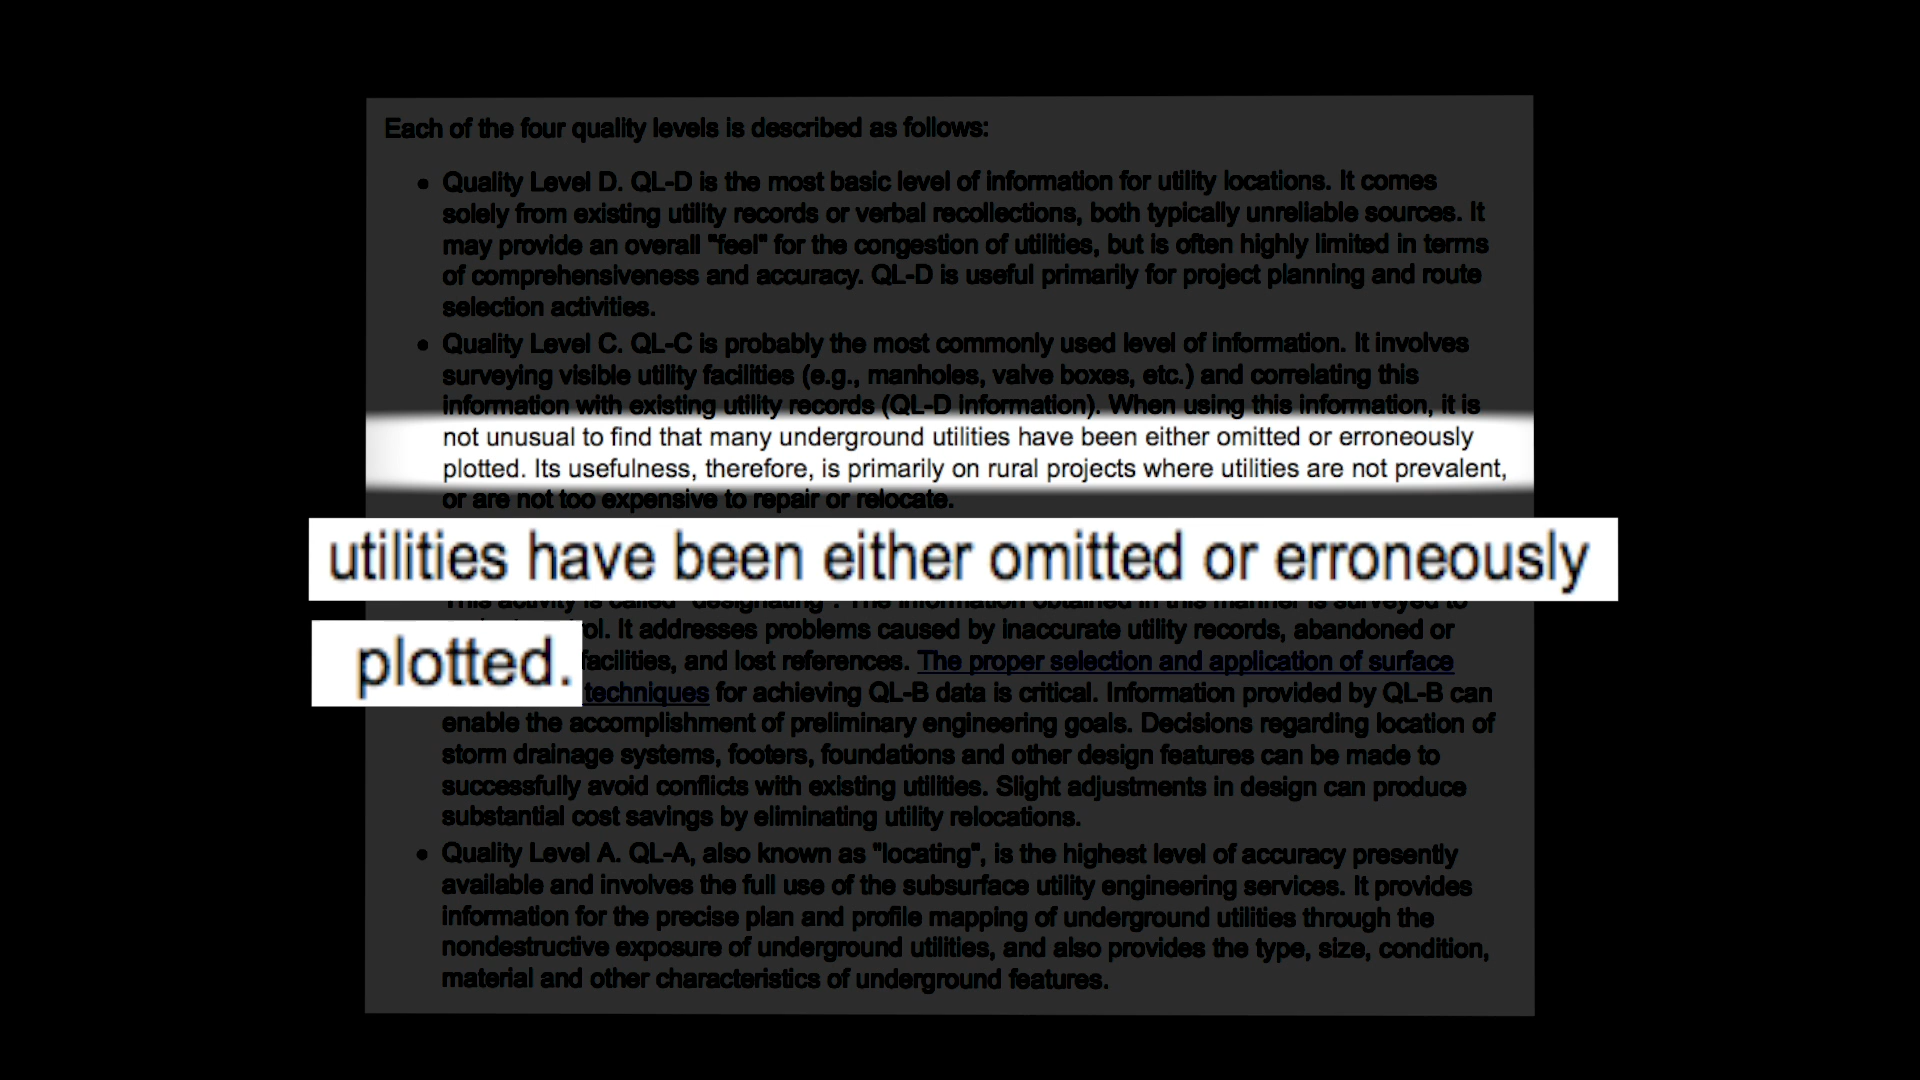 Each of the four quality levels is described as follows:
• Quality Level D. QL-D is the most basic level of information for utility locations. It comes
solely from existing utility records or verbal recollections, both typically unreliable sources. It
may provide an overall "feel" for the congestion of utilities, but is often highly limited in terms
of comprehensiveness and accuracy. QL-D is useful primarily for project planning and route
selection activities.
• Quality Level C. QL-C is probably the most commonly used level of information. It involves
surveying visible utility facilities (e.g., manholes, valve boxes, etc.) and correlating this
information with existing utility records (QL-D information). When using this information, it is
not unusual to find that many underground utilities have been either omitted or erroneously
plotted. Its usefulness, therefore, is primarily on rural projects where utilities are not prevalent,
or are not too expensive to repair or relocate.
utilities have been either omitted or erroneously
This activity is called "designating". The information obtained in this manner is surveyed to
plotted.
It addresses problems caused by inaccurate utility records, abandoned or
facilities, and lost references. The proper selection and application of surface
techniques for achieving QL-B data is critical. Information provided by QL-B can
enable the accomplishment of preliminary engineering goals. Decisions regarding location of
storm drainage systems, footers, foundations and other design features can be made to
successfully avoid conflicts with existing utilities. Slight adjustments in design can produce
substantial cost savings by eliminating utility relocations.
• Quality Level A. QL-A, also known as "locating", is the highest level of accuracy presently
available and involves the full use of the subsurface utility engineering services. It provides
information for the precise plan and profile mapping of underground utilities through the
nondestructive exposure of underground utilities, and also provides the type, size, condition,
material and other characteristics of underground features.